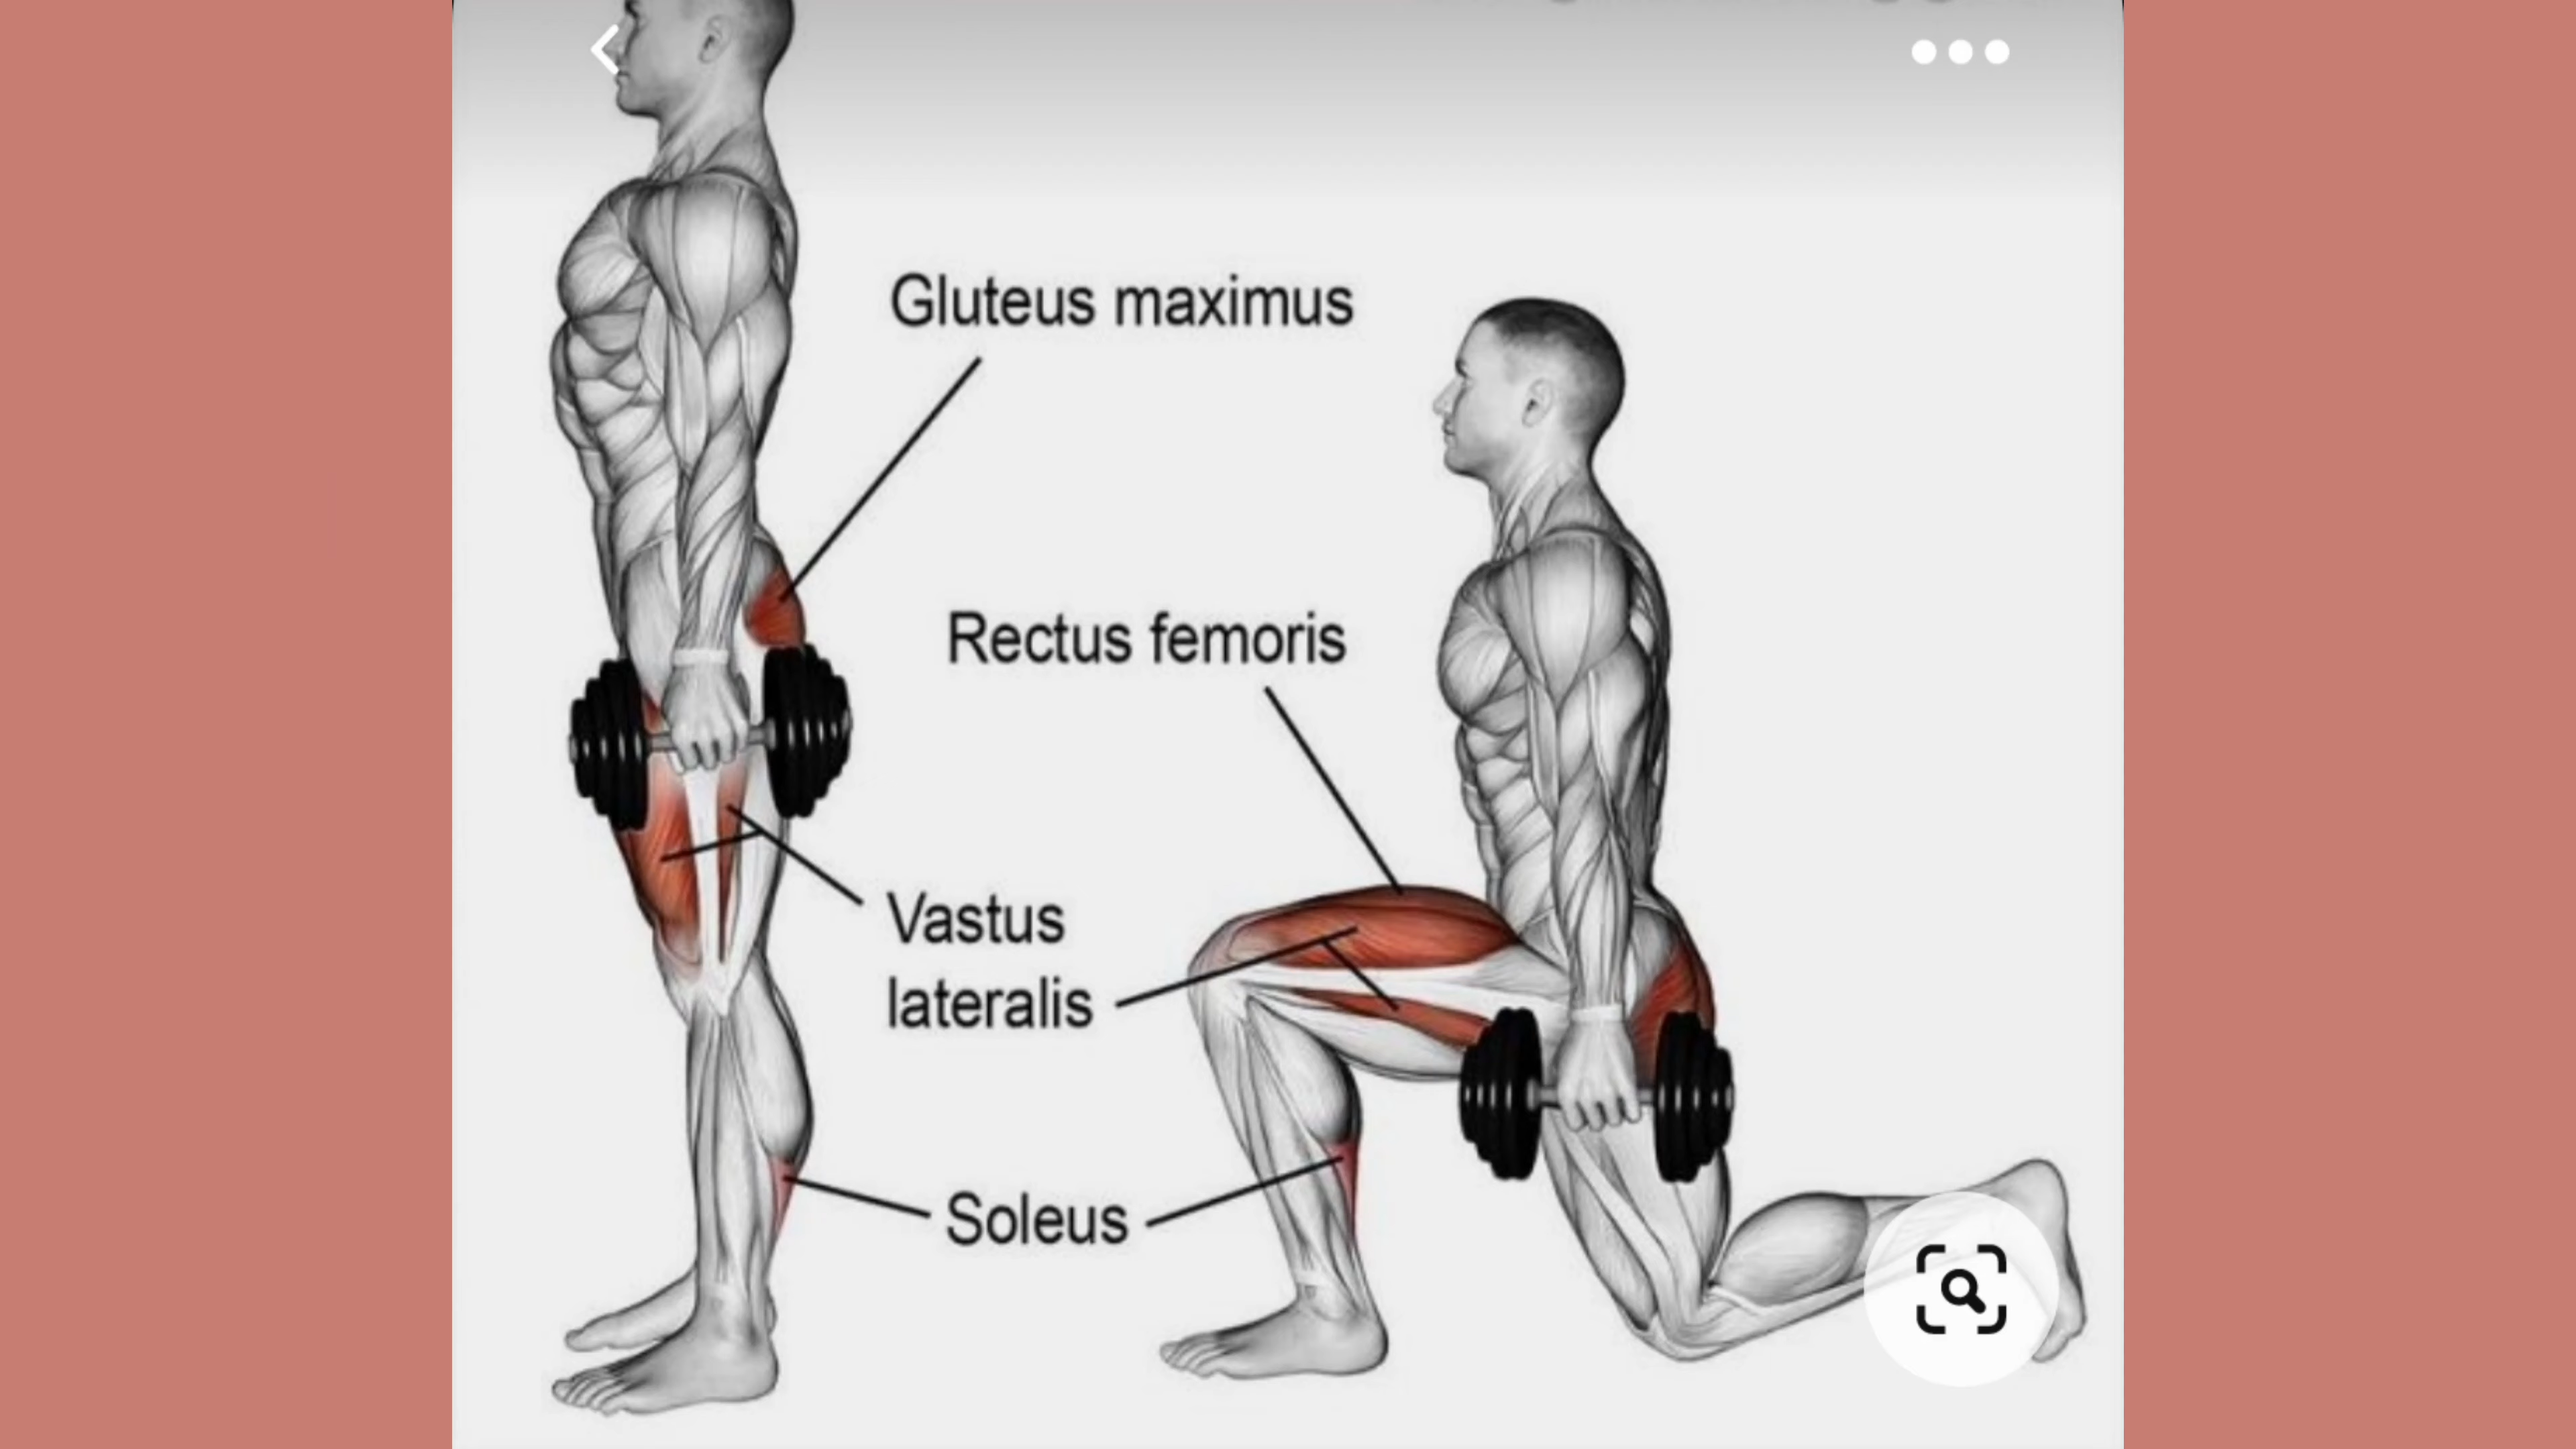 Gluteus maximus
Rectus femoris
Vastus
lateralis
Soleus